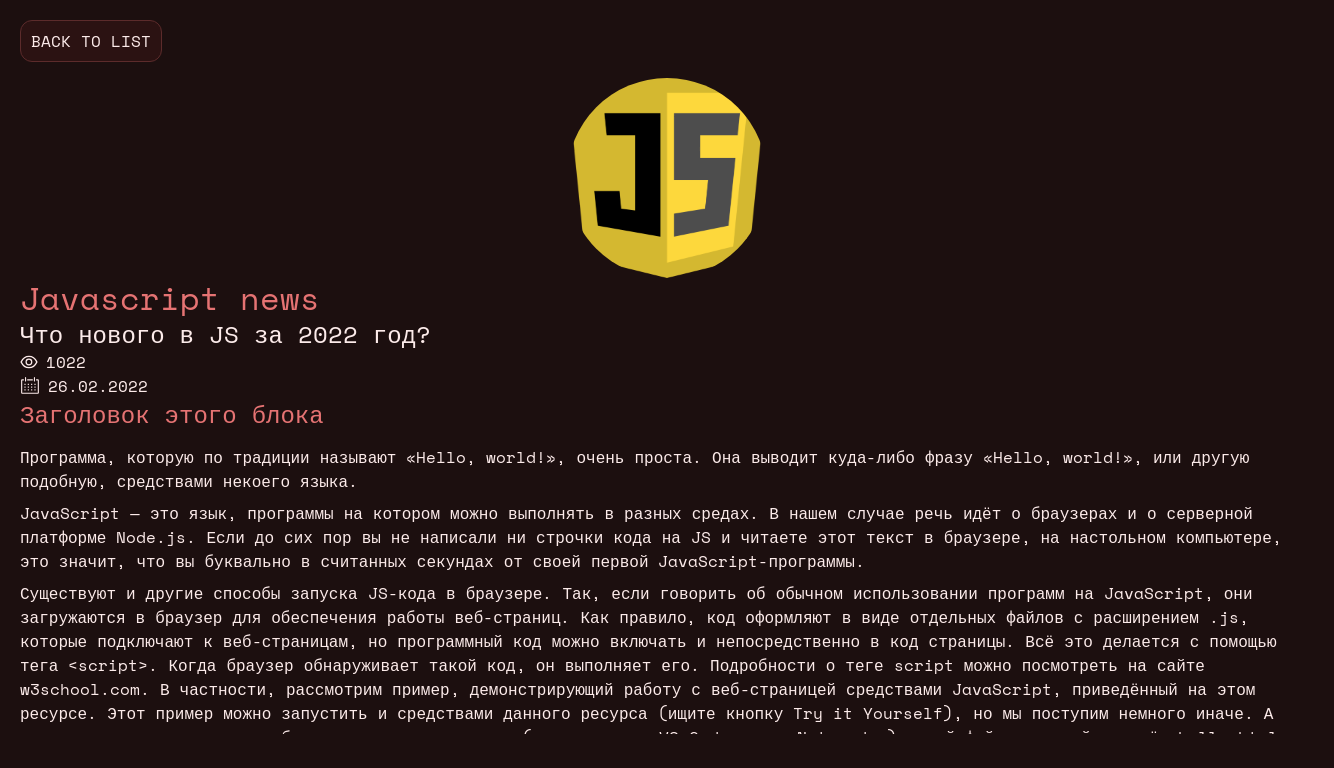 BACK TO LIST
JS
Javascript news
Что нового в JS за 2022 год?
1022
26.02.2022
Заголовок этого блока
Программа, которую по традиции называют «Hello, world!», очень проста. Она выводит куда-либо фразу «Hello, world!», или другую
подобную, средствами некоего языка.
JavaScript — это язык, программы на котором можно выполнять в разных средах. В нашем случае речь идёт о браузерах и о серверной
платформе Node.js. Если до сих пор вы не написали ни строчки кода на JS и читаете этот текст в браузере, на настольном компьютере,
это значит, что вы буквально в считанных секундах от своей первой JavaScript-программы.
Существуют и другие способы запуска JS-кода в браузере. Так, если говорить об обычном использовании программ на JavaScript, они
загружаются в браузер для обеспечения работы веб-страниц. Как правило, код оформляют в виде отдельных файлов с расширением .js,
которые подключают к веб-страницам, но программный код можно включать и непосредственно в код страницы. Всё это делается с помощью
тега <script>. Когда браузер обнаруживает такой код, он выполняет его. Подробности о теге script можно посмотреть на сайте
w3school.com. В частности, рассмотрим пример, демонстрирующий работу с веб-страницей средствами JavaScript, приведённый на этом
ресурсе. Этот пример можно запустить и средствами данного ресурса (ищите кнопку Try it Yourself), но мы поступим немного иначе. А